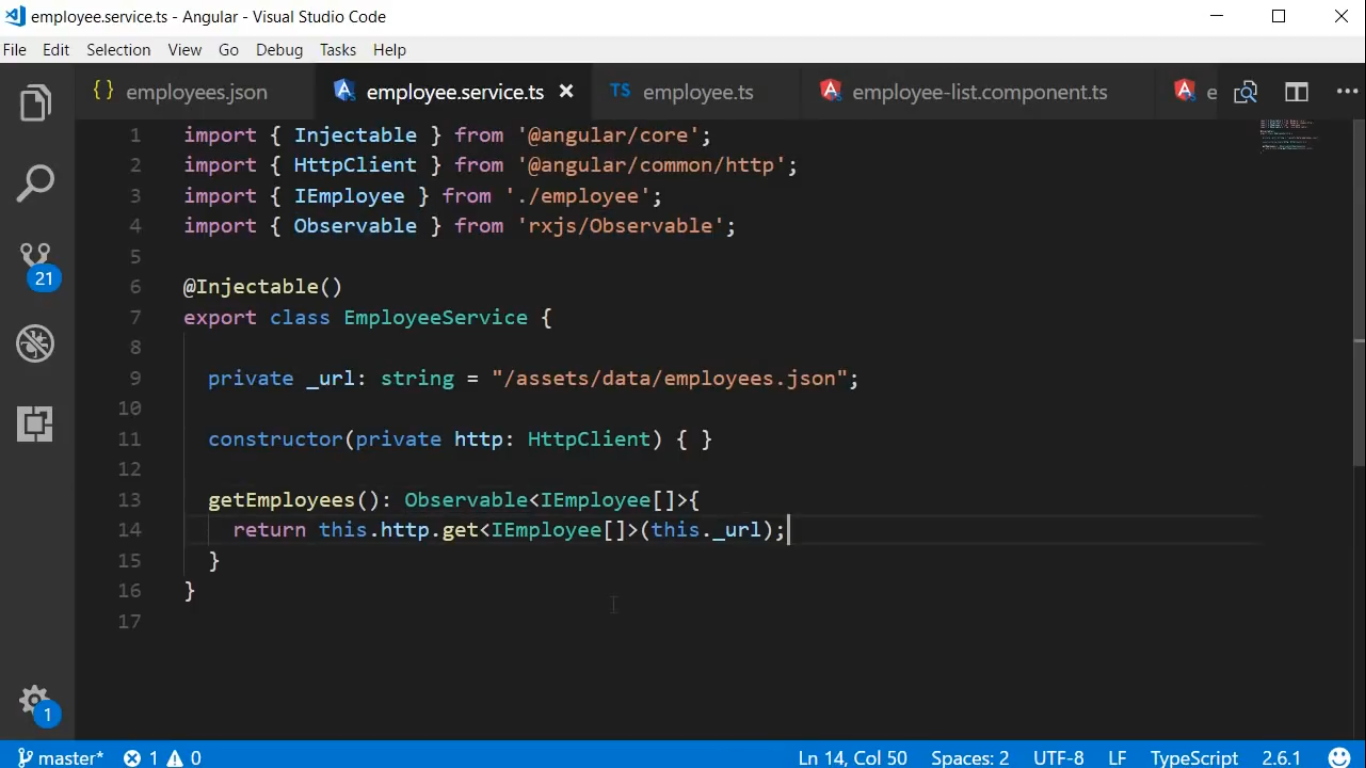 employee.service.ts - Angular - Visual Studio Code
File Edit Selection View Go Debug Tasks Help
{} employees.json employee.service.ts × TS employee.ts employee-list.component.ts e
1 import { Injectable } from '@angular/core';
2 import { HttpClient } from '@angular/common/http';
3 import { IEmployee } from './employee';
4 import { Observable } from 'rxjs/Observable';
5
6 @Injectable()
7 export class EmployeeService {
8
9 private _url: string = "/assets/data/employees.json";
10
11 constructor(private http: HttpClient) { }
12
13 getEmployees(): Observable<IEmployee[]>{
14 return this.http.get<IEmployee[]>(this._url);
15 }
16 }
17
21
1
master* 1 0 Ln 14, Col 50 Spaces: 2 UTF-8 LF TypeScript 2.6.1